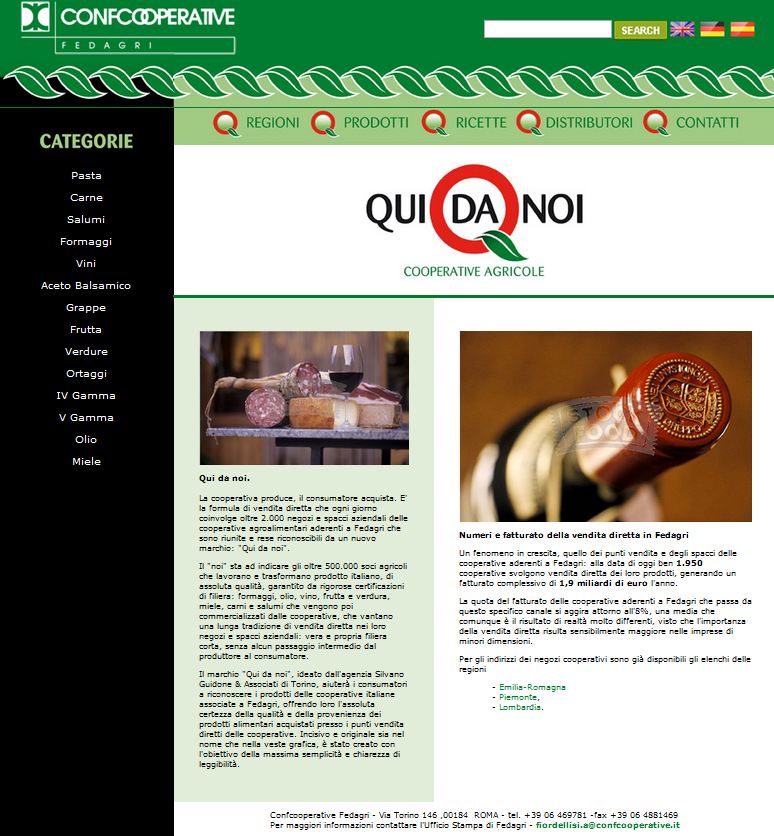 CONFCOOPERATIVE
FEDAGRI
SEARCH
REGIONI
PRODOTTI
RICETTE
DISTRIBUTORI
CONTATTI
CATEGORIE
Pasta
Carne
Salumi
Formaggi
Vini
Aceto Balsamico
Grappe
Frutta
Verdure
Ortaggi
IV Gamma
V Gamma
Olio
Miele
QUI DA NOI
COOPERATIVE AGRICOLE
Qui da noi.
La cooperativa produce, il consumatore acquista. E'
la formula di vendita diretta che ogni giorno
coinvolge oltre 2.000 negozi e spacci aziendali delle
cooperative agroalimentari aderenti a Fedagri che
sono riunite e rese riconoscibili da un nuovo
marchio: "Qui da noi".
Il "noi" sta ad indicare gli oltre 500.000 soci agricoli
che lavorano e trasformano prodotto italiano, di
assoluta qualità, garantito da rigorose certificazioni
di filiera: formaggi, olio, vino, frutta e verdura,
miele, carni e salumi che vengono poi
commercializzati dalle cooperative, che vantano
una lunga tradizione di vendita diretta nei loro
negozi e spacci aziendali: vera e propria filiera
corta, senza alcun passaggio intermedio dal
produttore al consumatore.
Il marchio "Qui da noi", ideato dall'agenzia Silvano
Guidone & Associati di Torino, aiuterà i consumatori
a riconoscere i prodotti delle cooperative italiane
associate a Fedagri, offrendo loro l'assoluta
certezza della qualità e della provenienza dei
prodotti alimentari acquistati presso i punti vendita
diretti delle cooperative. Incisivo e originale sia nel
nome che nella veste grafica, è stato creato con
l'obiettivo della massima semplicità e chiarezza di
leggibilità.
Numeri e fatturato della vendita diretta in Fedagri
Un fenomeno in crescita, quello dei punti vendita e degli spacci delle
cooperative aderenti a Fedagri: alla data di oggi ben 1.950
cooperative svolgono vendita diretta dei loro prodotti, generando un
fatturato complessivo di 1,9 miliardi di euro l'anno.
La quota del fatturato delle cooperative aderenti a Fedagri che passa da
questo specifico canale si aggira attorno all'8%, una media che
comunque è il risultato di realtà molto differenti, visto che l'importanza
della vendita diretta risulta sensibilmente maggiore nelle imprese di
minori dimensioni.
Per gli indirizzi dei negozi cooperativi sono già disponibili gli elenchi delle
regioni
- Emilia-Romagna
- Piemonte,
- Lombardia.
Confcooperative Fedagri - Via Torino 146 ,00184 ROMA - tel. +39 06 469781 -fax +39 06 4881469
Per maggiori informazioni contattare l'Ufficio Stampa di Fedagri - fiordellisi.a@confcooperative.it